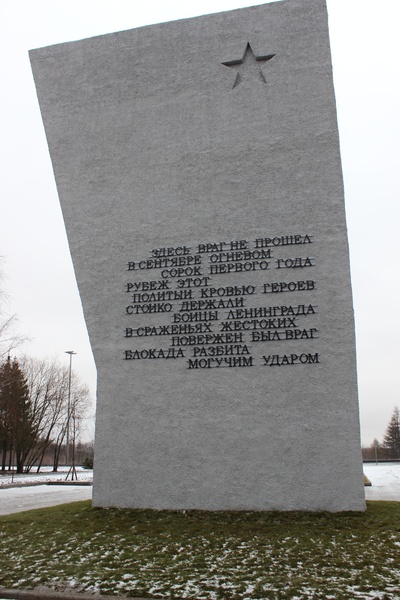 ЗДЕСЬ ВРАГ НЕ ПРОШЕЛ
В СЕНТЯБРЕ ОГНЕВОМ
СОРОК ПЕРВОГО ГОДА
РУБЕЖ ЭТОТ
ПОЛИТЫЙ КРОВЬЮ ГЕРОЕВ
СТОЙКО ДЕРЖАЛИ
БОЙЦЫ ЛЕНИНГРАДА
В СРАЖЕНЬЯХ ЖЕСТОКИХ
ПОВЕРЖЕН БЫЛ ВРАГ
БЛОКАДА РАЗБИТА
МОГУЧИМ УДАРОМ